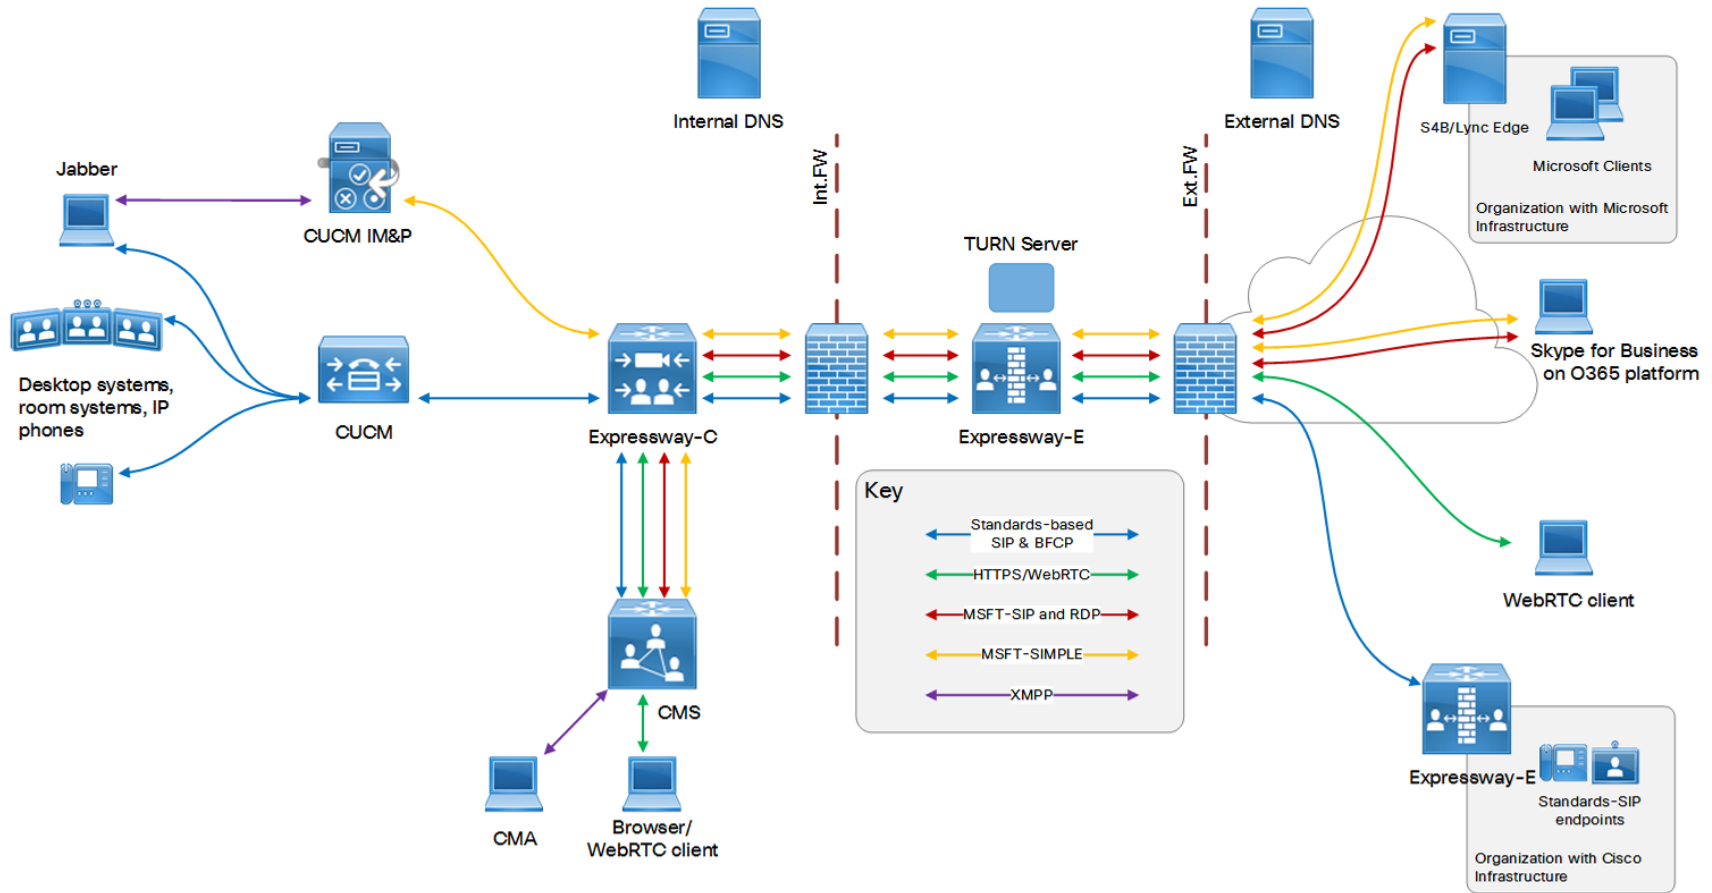 Internal DNS
External DNS
S4B/Lync Edge
Microsoft Clients
Organization with Microsoft
Infrastructure
Jabber
CUCM IM&P
Int.FW
Ext.FW
TURN Server
Desktop systems,
room systems, IP
phones
CUCM
Expressway-C
Expressway-E
Skype for Business
on O365 platform
Key
Standards-based
SIP & BFCP
HTTPS/WebRTC
MSFT-SIP and RDP
MSFT-SIMPLE
XMPP
WebRTC client
CMS
CMA
Browser/
WebRTC client
Expressway-E
Standards-SIP
endpoints
Organization with Cisco
Infrastructure